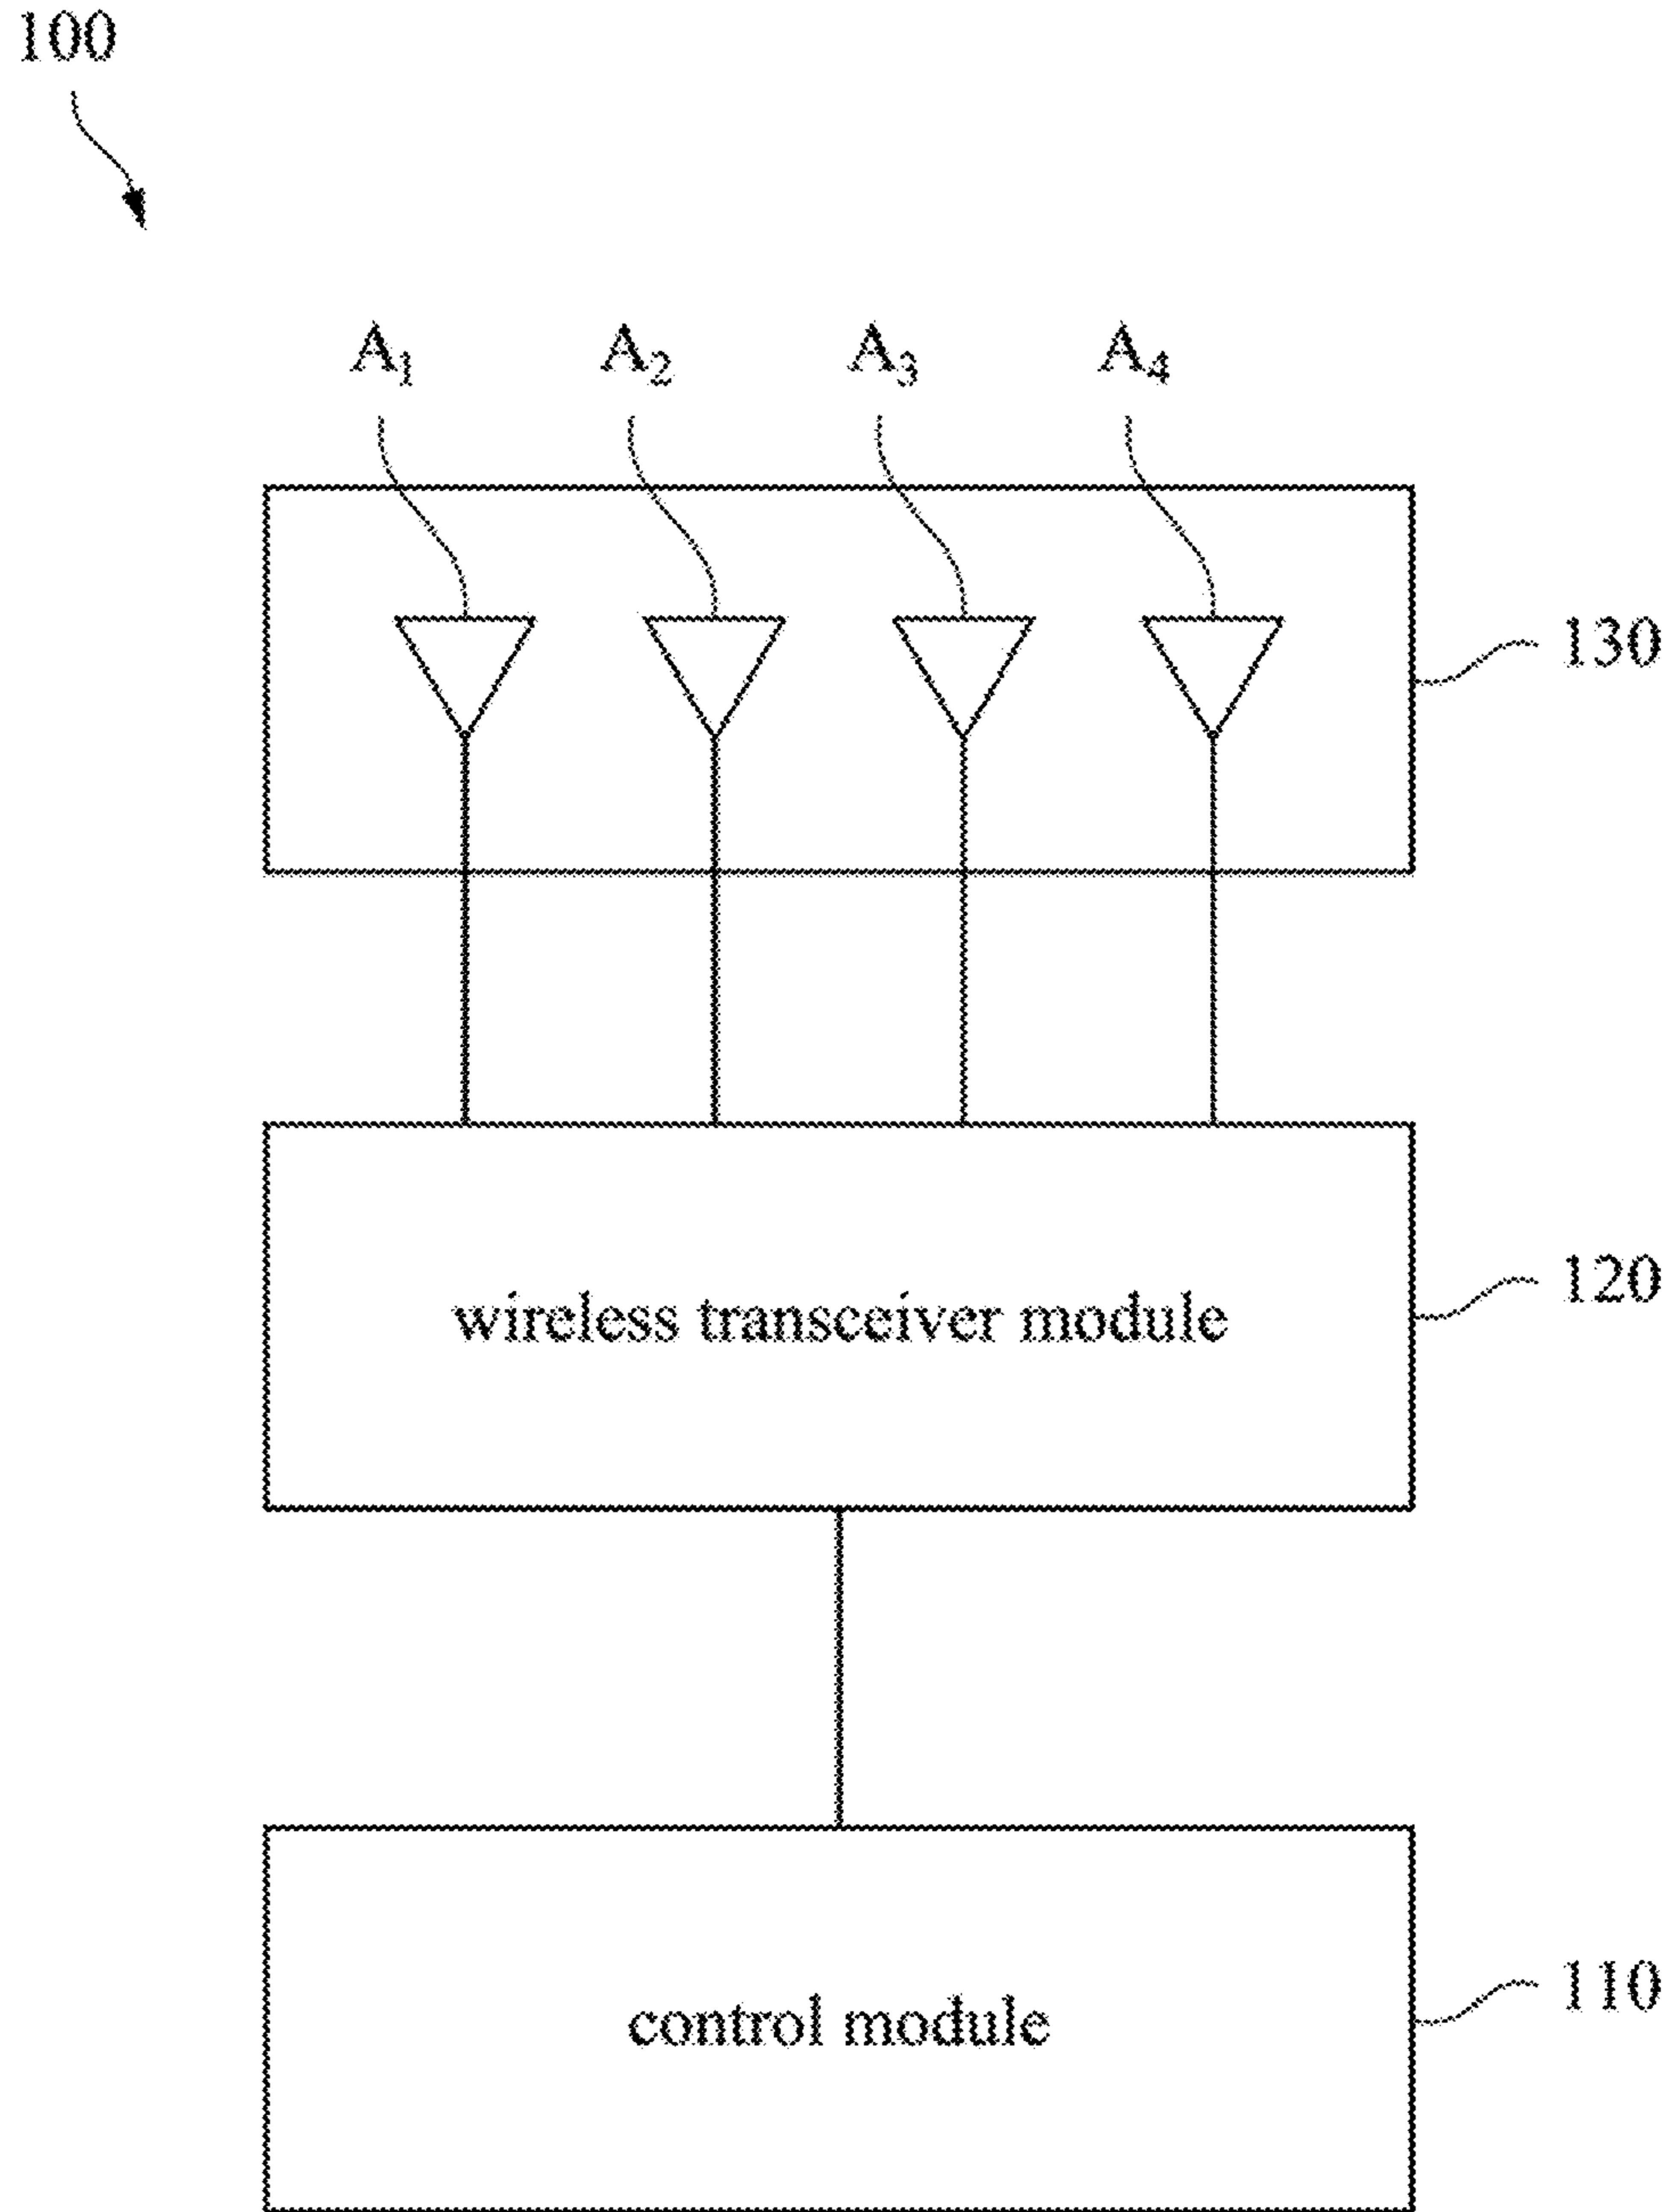 100
A1 A2 A3 A4
130
120
wireless transceiver module
110
control module